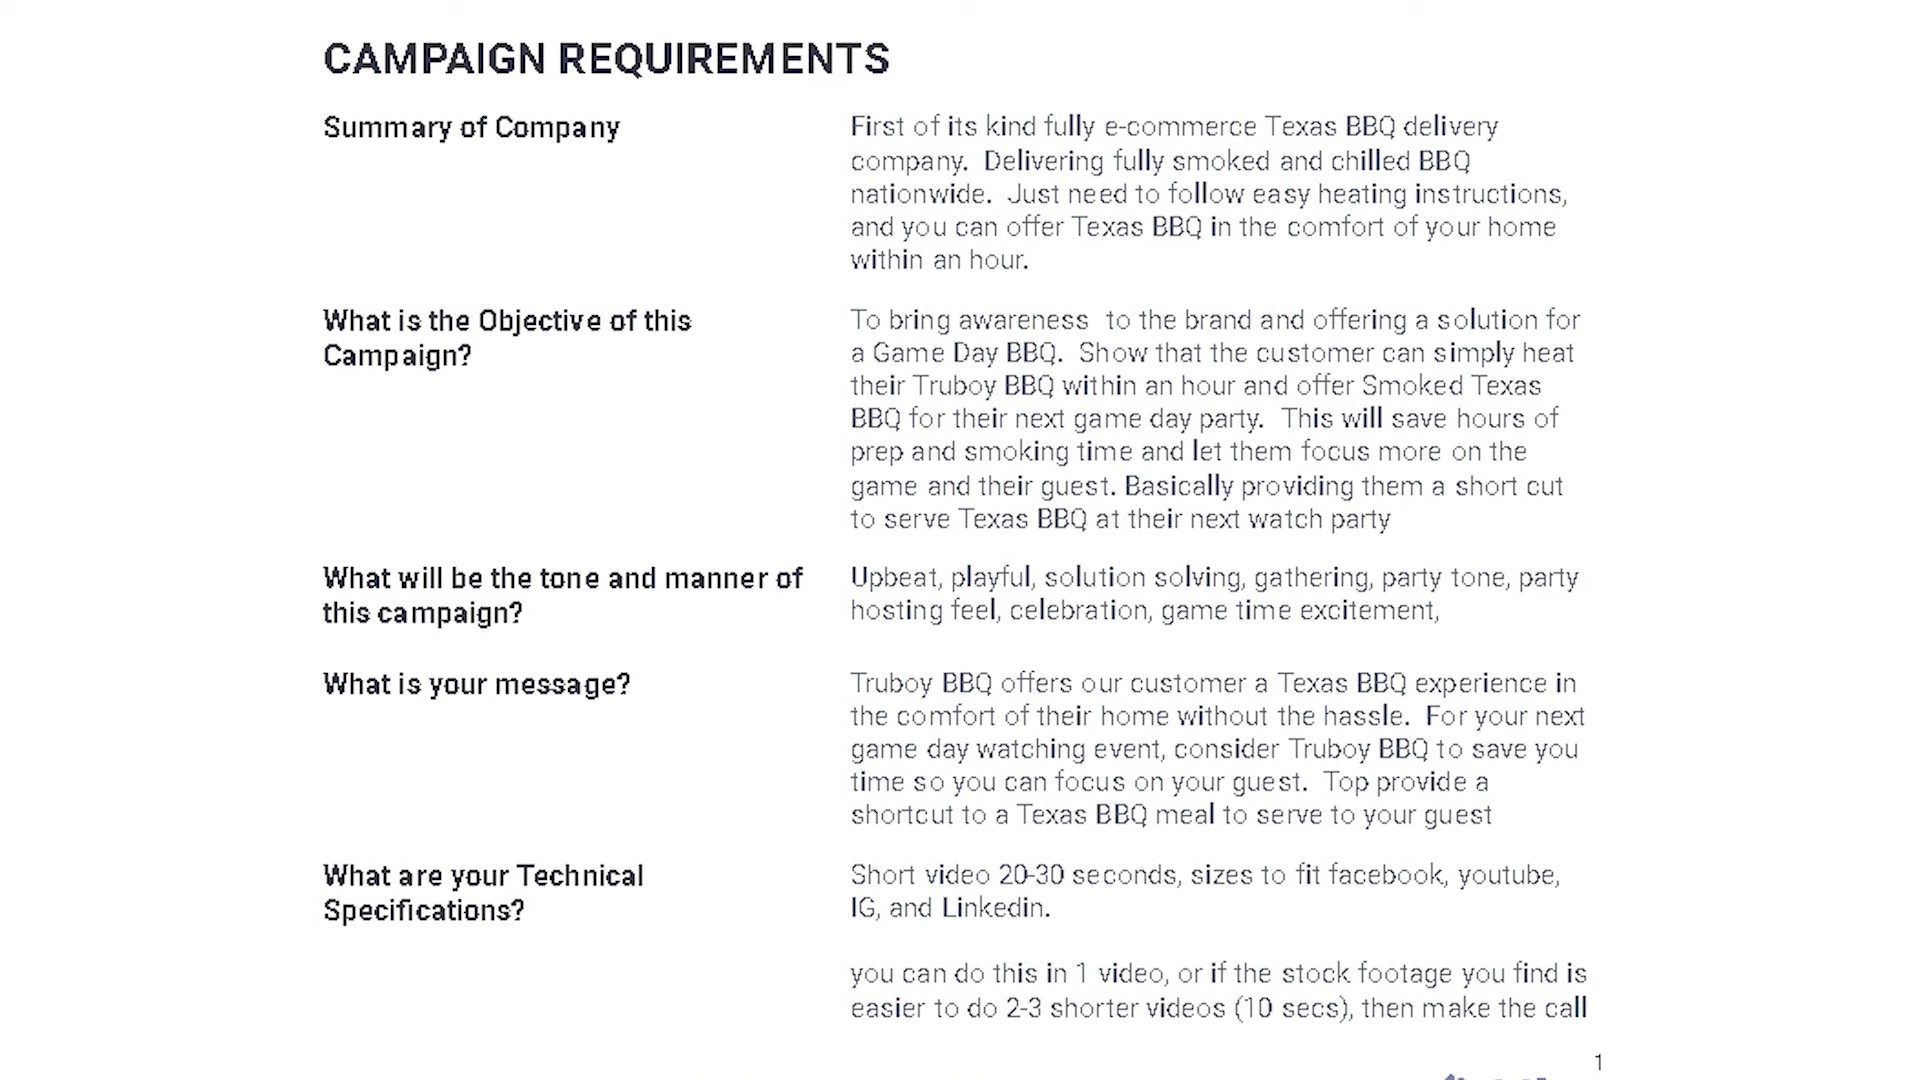 CAMPAIGN REQUIREMENTS
Summary of Company
First of its kind fully e-commerce Texas BBQ delivery
company. Delivering fully smoked and chilled BBQ
nationwide. Just need to follow easy heating instructions,
and you can offer Texas BBQ in the comfort of your home
within an hour.
What is the Objective of this
Campaign?
To bring awareness to the brand and offering a solution for
a Game Day BBQ. Show that the customer can simply heat
their Truboy BBQ within an hour and offer Smoked Texas
BBQ for their next game day party. This will save hours of
prep and smoking time and let them focus more on the
game and their guest. Basically providing them a short cut
to serve Texas BBQ at their next watch party
What will be the tone and manner of
this campaign?
Upbeat, playful, solution solving, gathering, party tone, party
hosting feel, celebration, game time excitement,
What is your message?
Truboy BBQ offers our customer a Texas BBQ experience in
the comfort of their home without the hassle. For your next
game day watching event, consider Truboy BBQ to save you
time so you can focus on your guest. Top provide a
shortcut to a Texas BBQ meal to serve to your guest
What are your Technical
Specifications?
Short video 20-30 seconds, sizes to fit facebook, youtube,
IG, and Linkedin.
you can do this in 1 video, or if the stock footage you find is
easier to do 2-3 shorter videos (10 secs), then make the call
1